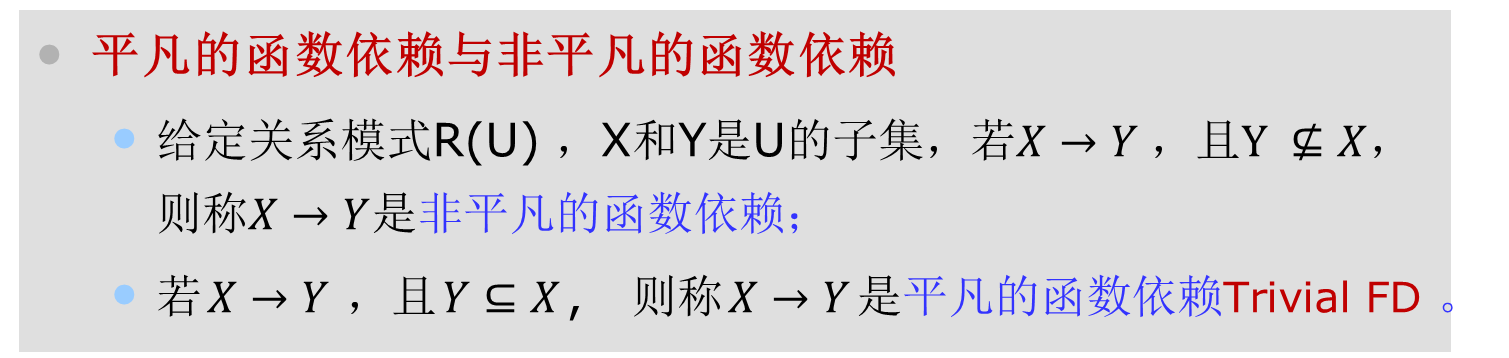 平凡的函数依赖与非平凡的函数依赖
给定关系模式R(U) ，X和Y是U的子集，若X → Y ，且Y ⊈ X，
则称X → Y是非平凡的函数依赖；
若X → Y ，且Y ⊆ X， 则称X → Y是平凡的函数依赖Trivial FD 。